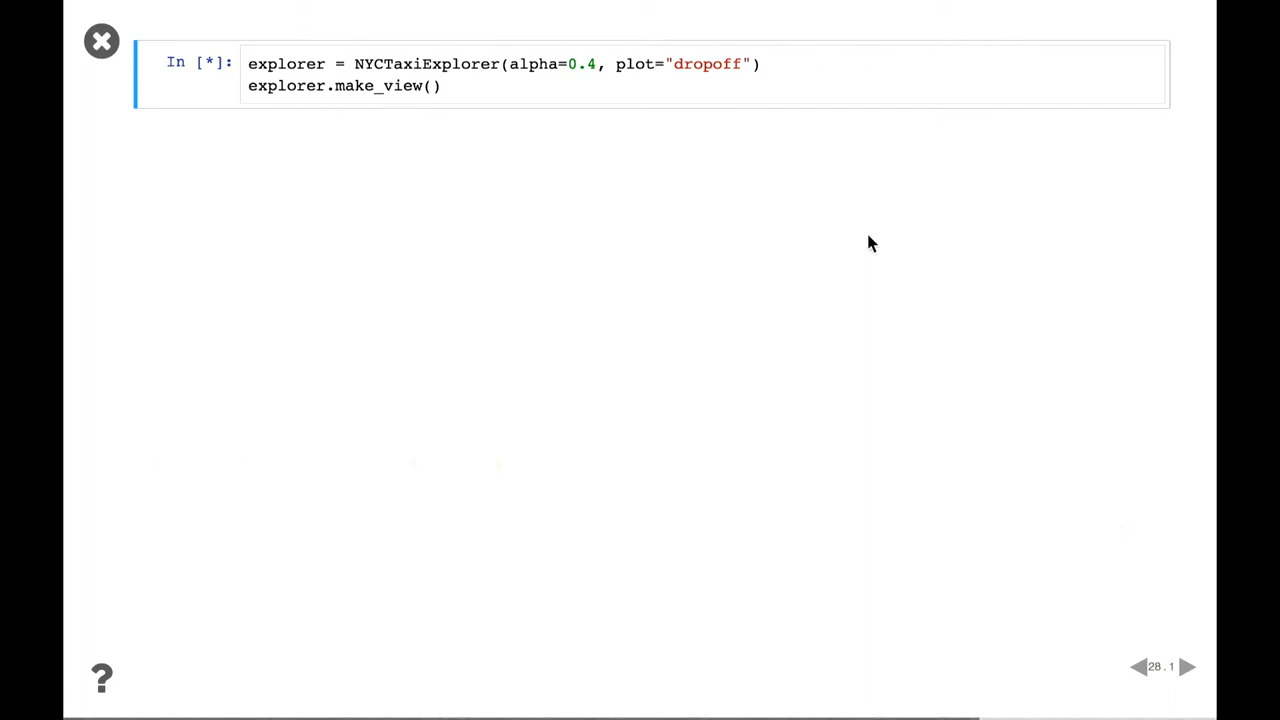 In [*]: explorer = NYCTaxiExplorer(alpha=0.4, plot="dropoff")
explorer.make_view()
?
28.1